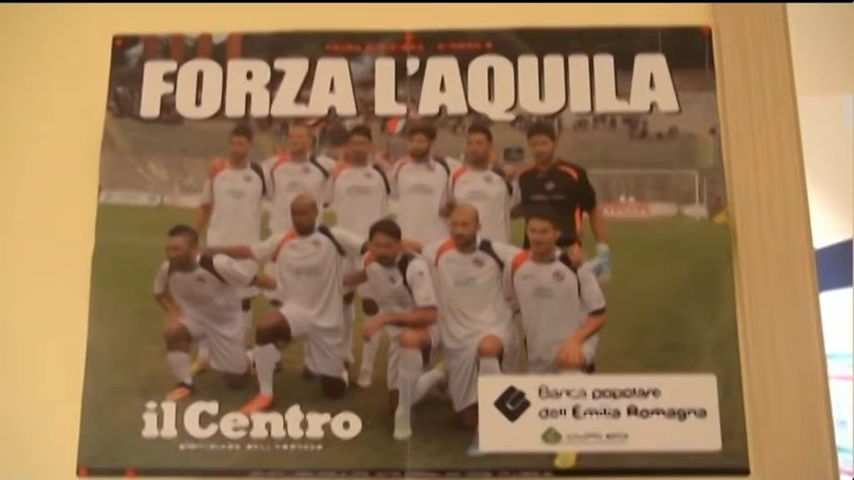 FORZA L'AQUILA
il Centro
Banca popolare
dell'Emilia Romagna